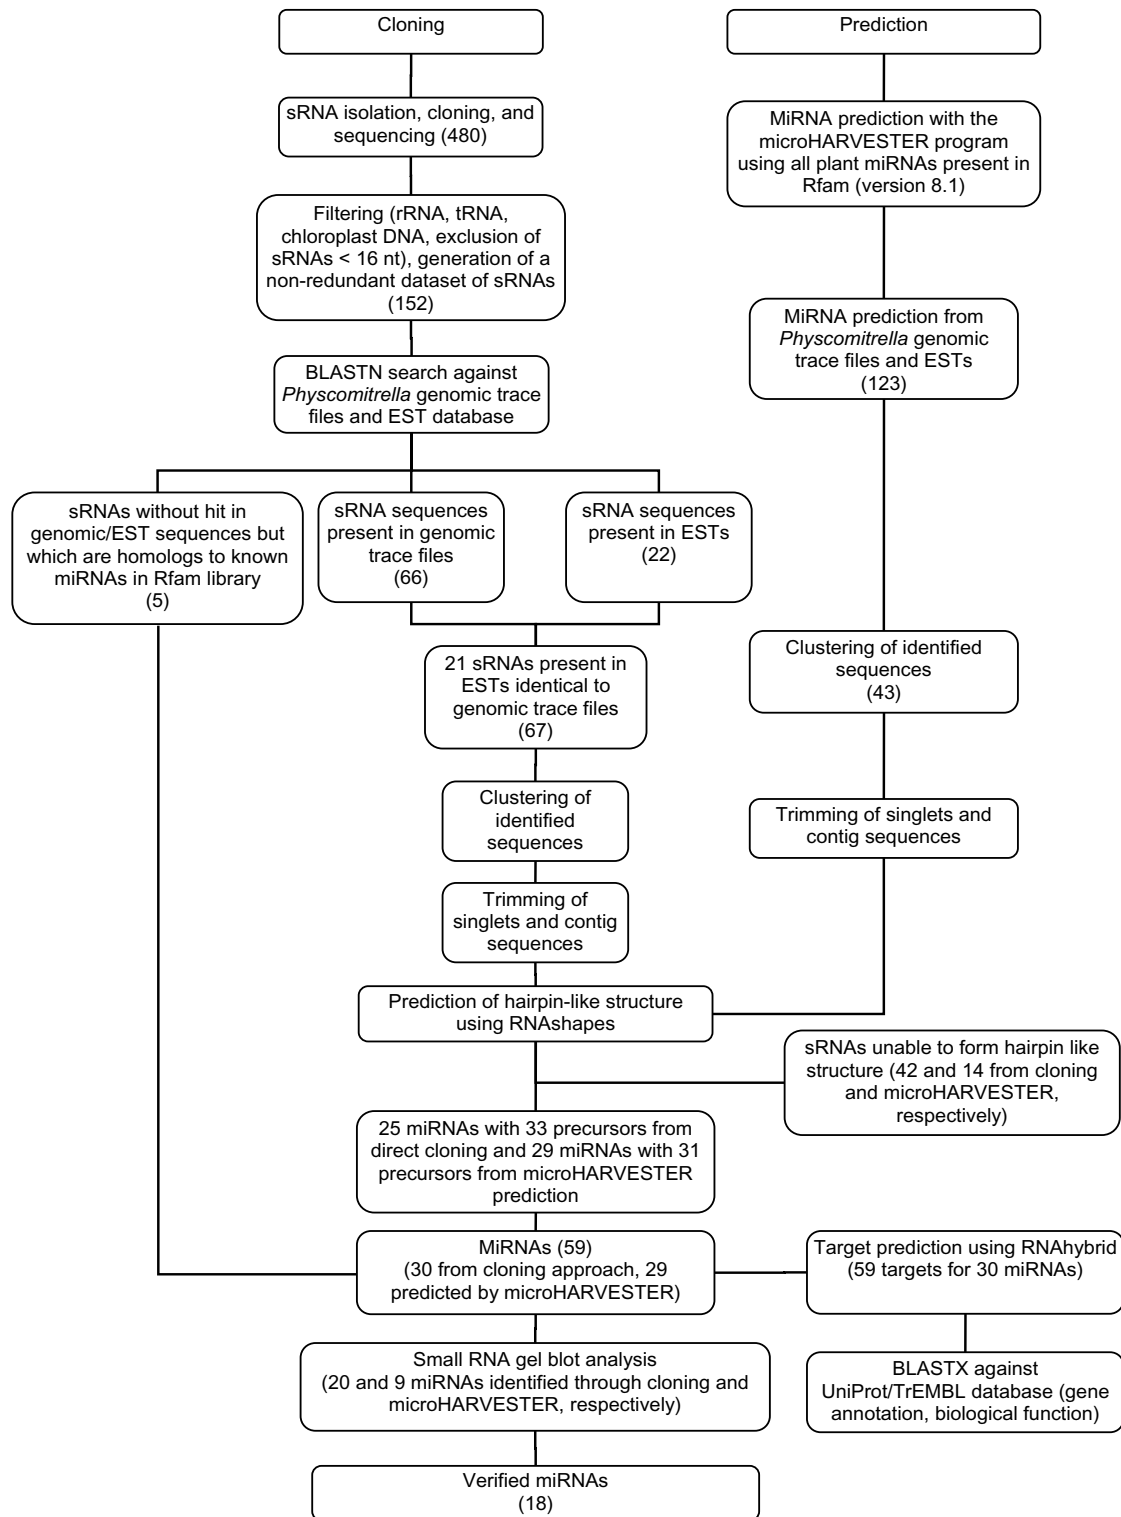 Cloning
sRNA isolation, cloning, and
sequencing (480)
Filtering (rRNA, tRNA,
chloroplast DNA, exclusion of
sRNAs < 16 nt), generation of a
non-redundant dataset of sRNAs
(152)
BLASTN search against
Physcomitrella genomic trace
files and EST database
sRNAs without hit in
genomic/EST sequences but
which are homologs to known
miRNAs in Rfam library
(5)
sRNA sequences
present in genomic
trace files
(66)
sRNA sequences
present in ESTs
(22)
21 sRNAs present in
ESTs identical to
genomic trace files
(67)
Clustering of
identified
sequences
Trimming of
singlets and contig
sequences
Prediction
MiRNA prediction with the
microHARVESTER program
using all plant miRNAs present in
Rfam (version 8.1)
MiRNA prediction from
Physcomitrella genomic
trace files and ESTs
(123)
Clustering of identified
sequences
(43)
Trimming of singlets and
contig sequences
Prediction of hairpin-like structure
using RNAshapes
sRNAs unable to form hairpin like
structure (42 and 14 from cloning
and microHARVESTER,
respectively)
25 miRNAs with 33 precursors from
direct cloning and 29 miRNAs with 31
precursors from microHARVESTER
prediction
MiRNAs (59)
(30 from cloning approach, 29
predicted by microHARVESTER)
Target prediction using RNAhybrid
(59 targets for 30 miRNAs)
BLASTX against
UniProt/TrEMBL database (gene
annotation, biological function)
Small RNA gel blot analysis
(20 and 9 miRNAs identified through cloning and
microHARVESTER, respectively)
Verified miRNAs
(18)